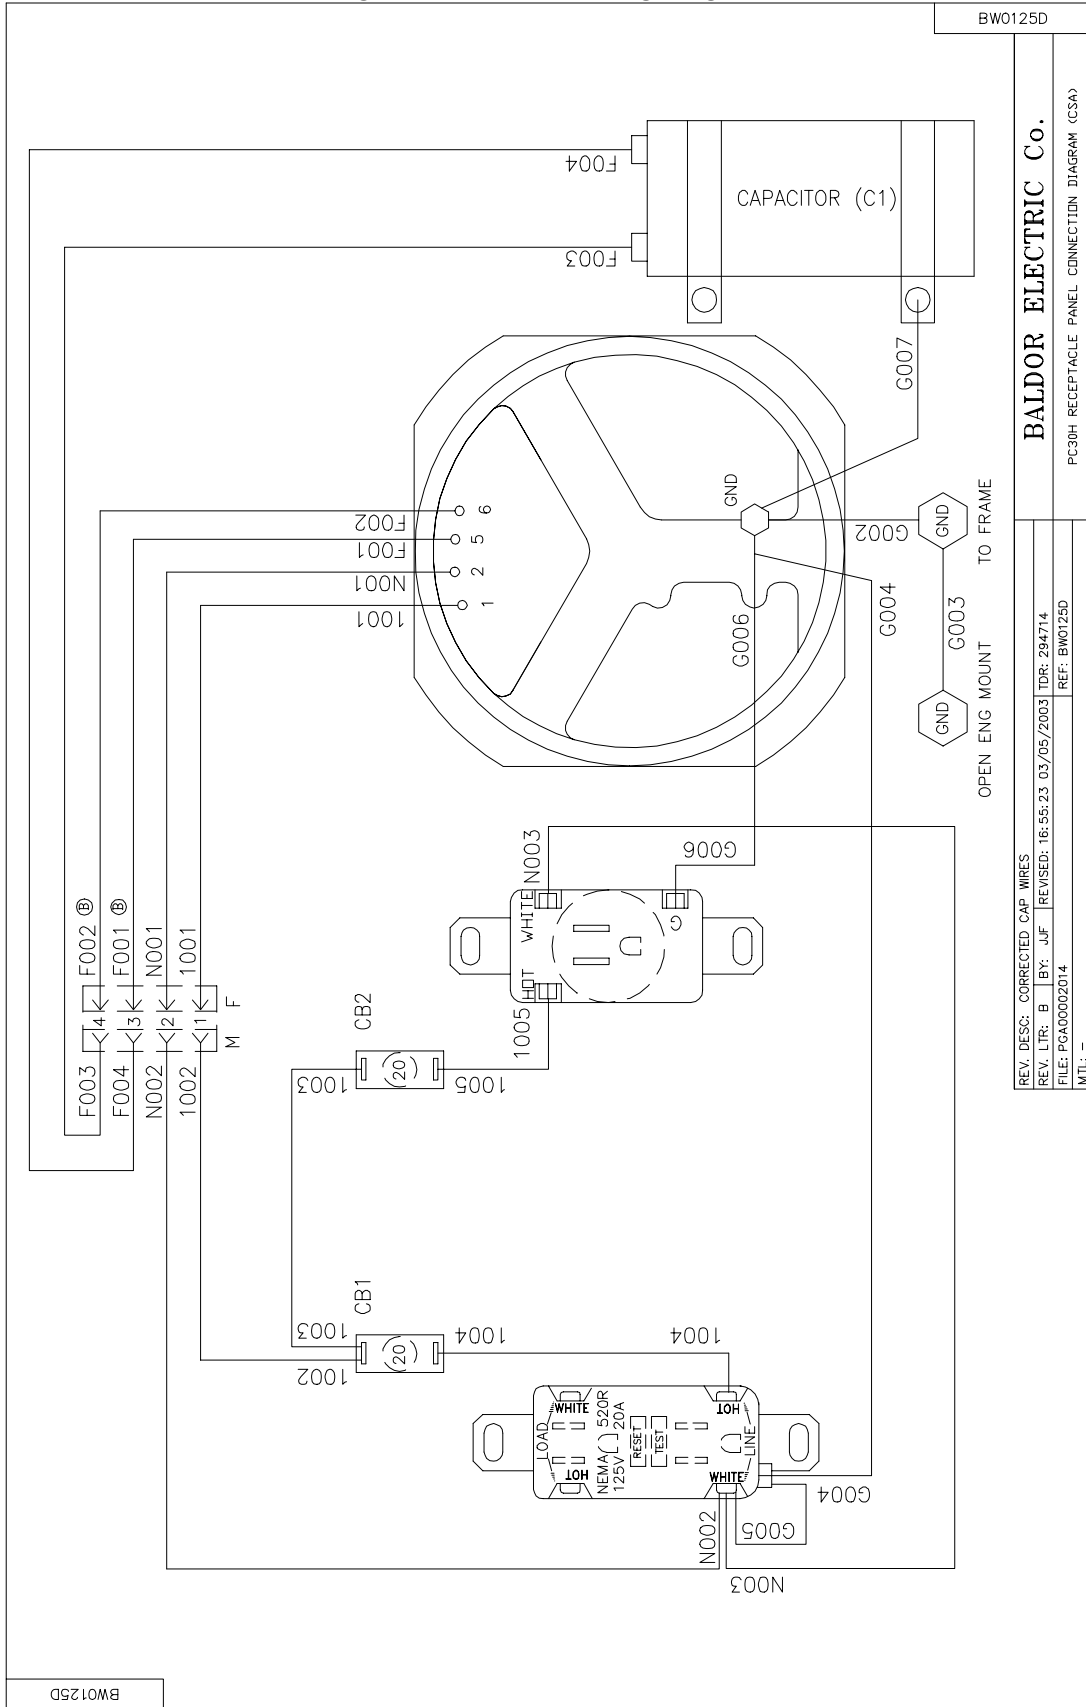 BW0125D
BALDOR ELECTRIC Co.
PC30H RECEPTACLE PANEL CONNECTION DIAGRAM (CSA)
REV. DESC: CORRECTED CAP WIRES
REV. LTR: B
BY: JJF
REVISED: 16:55:23 03/05/2003
TDR: 294714
FILE: PGA00002014
REF: BW0125D
MTL: -
F004
F003
CAPACITOR (C1)
G007
F002
F001
N001
1001
6
5
2
1
GND
G002
GND
TO FRAME
G003
GND
OPEN ENG MOUNT
G004
G006
G006
F002 B
F001 B
N001
1001
4
3
2
1
F
M
F003
F004
N002
1002
CB2
1003
20
1005
1005
HOT
WHITE
N003
G
CB1
1003
1002
20
1004
1004
LOAD
WHITE
HOT
NEMA 520R
125V 20A
RESET
TEST
HOT
WHITE
LINE
N002
G005
G004
N003
BW0125D